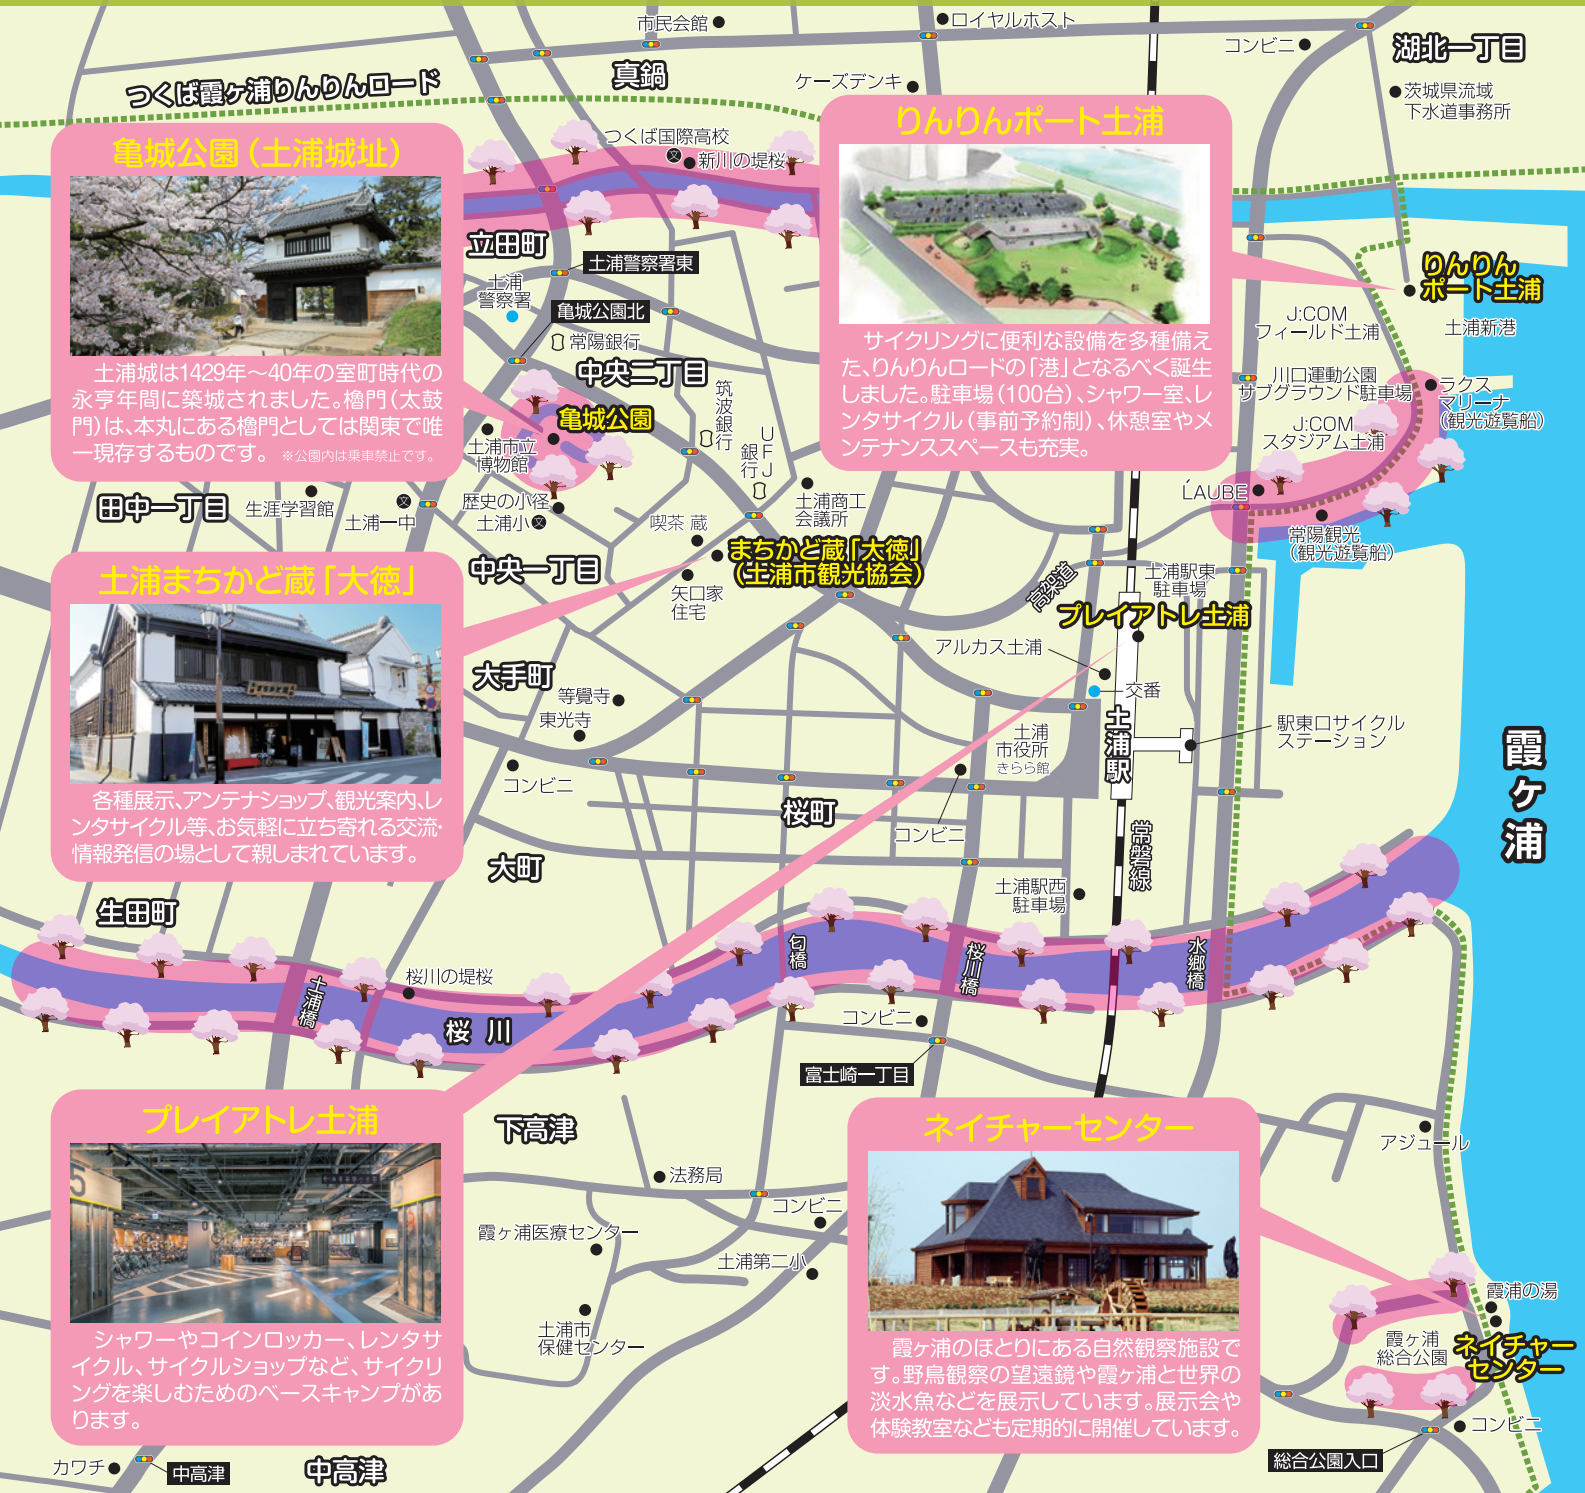 市民会館
ロイヤルホスト
コンビニ
湖北一丁目
真鍋
ケーズデンキ
つくば霞ヶ浦りんりんロード
茨城県流域
下水道事務所
亀城公園（土浦城址）
土浦城は1429年〜40年の室町時代の
永亨年間に築城されました。櫓門（太鼓
門）は、本丸にある櫓門としては関東で唯
一現存するものです。 ※公園内は乗車禁止です。
つくば国際高校
文
新川の堤桜
りんりんポート土浦
サイクリングに便利な設備を多種備え
た、りんりんロードの「港」となるべく誕生
しました。駐車場（100台）、シャワー室、レ
ンタサイクル（事前予約制）、休憩室やメ
ンテナンススペースも充実。
立田町
土浦警察署東
土浦
警察署
亀城公園北
常陽銀行
中央二丁目
筑波銀行
UFJ
銀行
亀城公園
土浦市立
博物館
歴史の小径
土浦小
文
土浦商工
会議所
喫茶 蔵
りんりん
ポート土浦
土浦新港
J:COM
フィールド土浦
川口運動公園
サブグラウンド駐車場
J:COM
スタジアム土浦
ラクス
マリーナ
（観光遊覧船）
L'AUBE
常陽観光
（観光遊覧船）
田中一丁目
生涯学習館
文
土浦一中
中央一丁目
まちかど蔵「大徳」
（土浦市観光協会）
矢口家
住宅
高架道
土浦駅東
駐車場
プレイアトレ土浦
アルカス土浦
交番
土浦まちかど蔵「大徳」
各種展示、アンテナショップ、観光案内、レ
ンタサイクル等、お気軽に立ち寄れる交流・
情報発信の場として親しまれています。
大手町
等覺寺
東光寺
コンビニ
土浦駅
駅東口サイクル
ステーション
土浦
市役所
きらら館
霞ヶ浦
桜町
コンビニ
常磐線
大町
土浦駅西
駐車場
生田町
土浦橋
桜川の堤桜
桜川
匂橋
桜川橋
水郷橋
コンビニ
富士崎一丁目
プレイアトレ土浦
5
シャワーやコインロッカー、レンタサ
イクル、サイクルショップなど、サイクリ
ングを楽しむためのベースキャンプがあ
ります。
下高津
法務局
コンビニ
霞ヶ浦医療センター
土浦第二小
土浦市
保健センター
ネイチャーセンター
霞ヶ浦のほとりにある自然観察施設で
す。野鳥観察の望遠鏡や霞ヶ浦と世界の
淡水魚などを展示しています。展示会や
体験教室なども定期的に開催しています。
アジュール
霞浦の湯
霞ヶ浦
総合公園
ネイチャー
センター
コンビニ
総合公園入口
カワチ
中高津
中高津